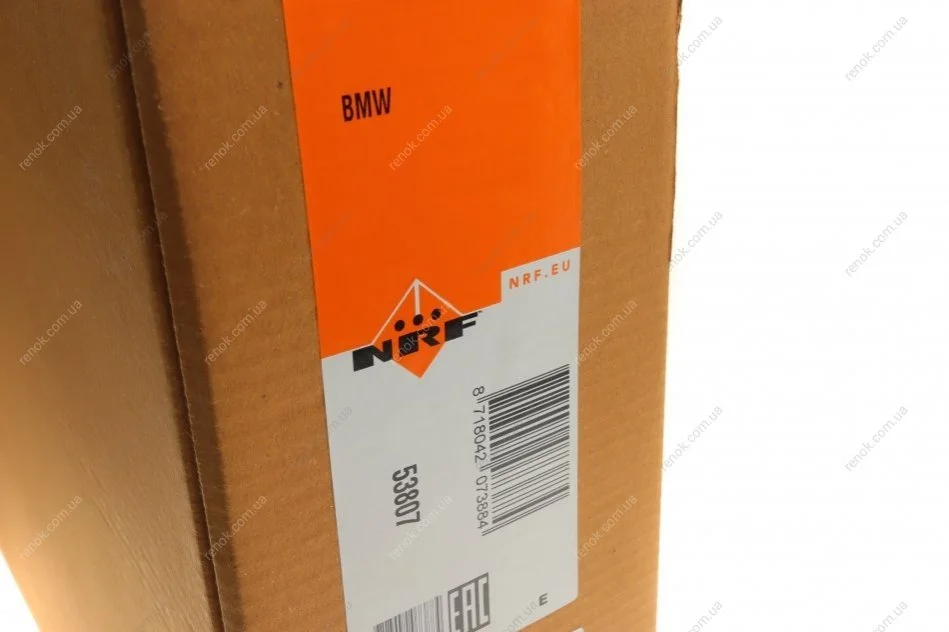 BMW
NRF.EU
NRF
8 718042 073884
53807
EAC
E
renok.com.ua